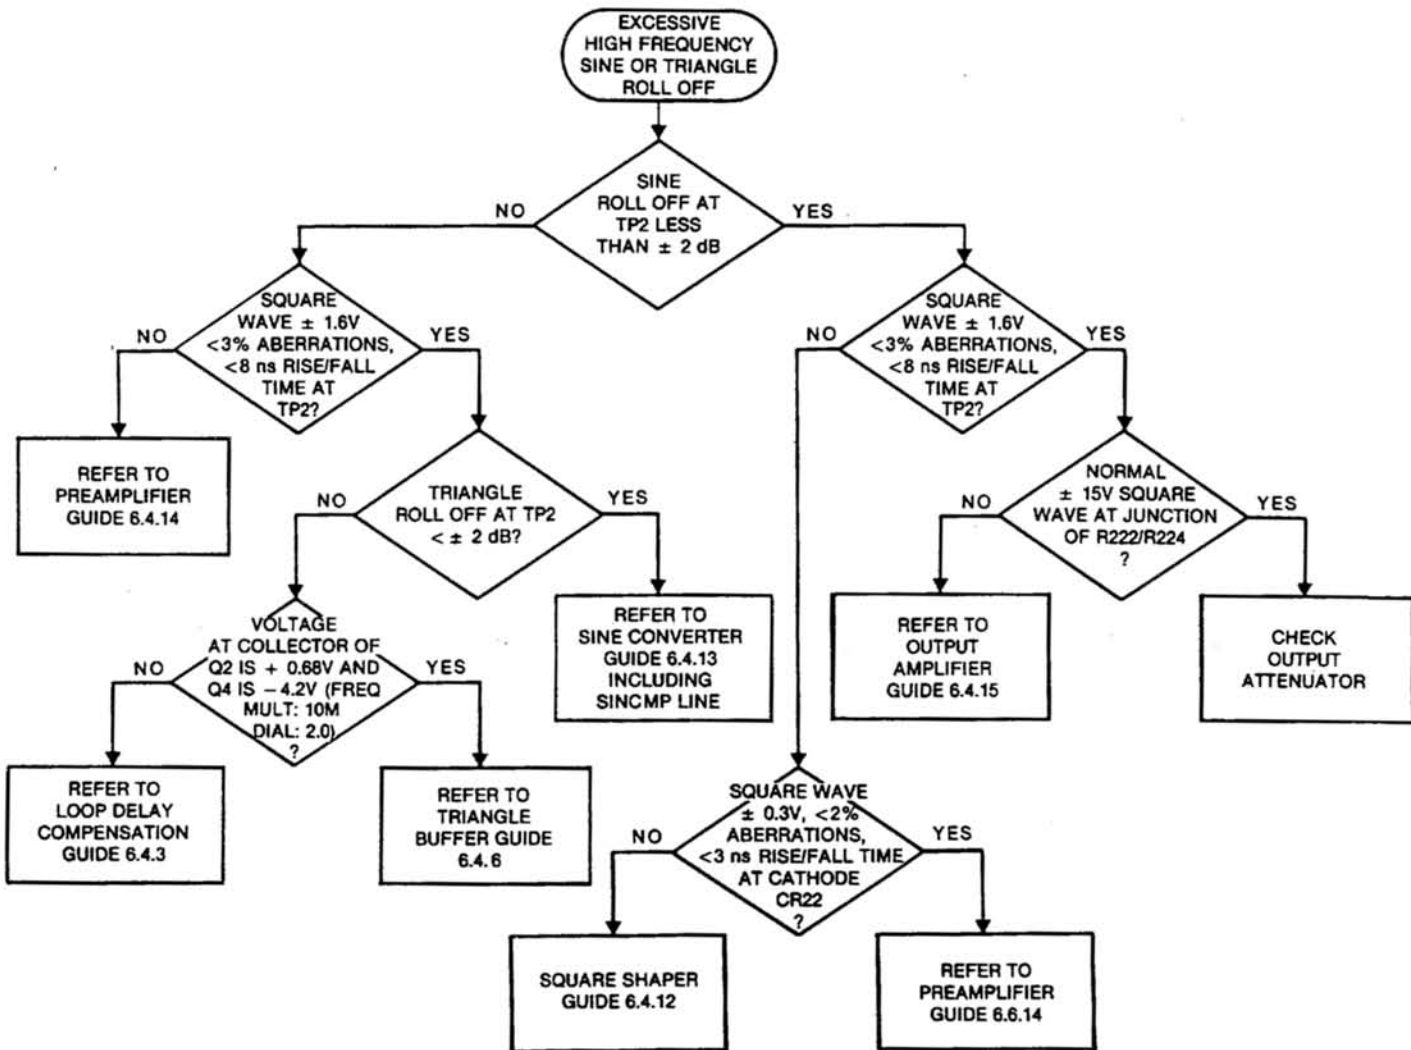 EXCESSIVE
HIGH FREQUENCY
SINE OR TRIANGLE
ROLL OFF
SINE
ROLL OFF AT
TP2 LESS
THAN ± 2 dB
NO
YES
SQUARE
WAVE ± 1.6V
<3% ABERRATIONS,
<8 ns RISE/FALL
TIME AT
TP2?
NO
YES
SQUARE
WAVE ± 1.6V
<3% ABERRATIONS,
<8 ns RISE/FALL
TIME AT
TP2?
NO
YES
REFER TO
PREAMPLIFIER
GUIDE 6.4.14
TRIANGLE
ROLL OFF AT TP2
< ± 2 dB?
NO
YES
NORMAL
± 15V SQUARE
WAVE AT JUNCTION
OF R222/R224
?
NO
YES
VOLTAGE
AT COLLECTOR OF
Q2 IS + 0.68V AND
Q4 IS − 4.2V (FREQ
MULT: 10M
DIAL: 2.0)
?
NO
YES
REFER TO
SINE CONVERTER
GUIDE 6.4.13
INCLUDING
SINCMP LINE
REFER TO
OUTPUT
AMPLIFIER
GUIDE 6.4.15
CHECK
OUTPUT
ATTENUATOR
REFER TO
LOOP DELAY
COMPENSATION
GUIDE 6.4.3
REFER TO
TRIANGLE
BUFFER GUIDE
6.4.6
SQUARE WAVE
± 0.3V, <2%
ABERRATIONS,
<3 ns RISE/FALL TIME
AT CATHODE
CR22
?
NO
YES
SQUARE SHAPER
GUIDE 6.4.12
REFER TO
PREAMPLIFIER
GUIDE 6.6.14